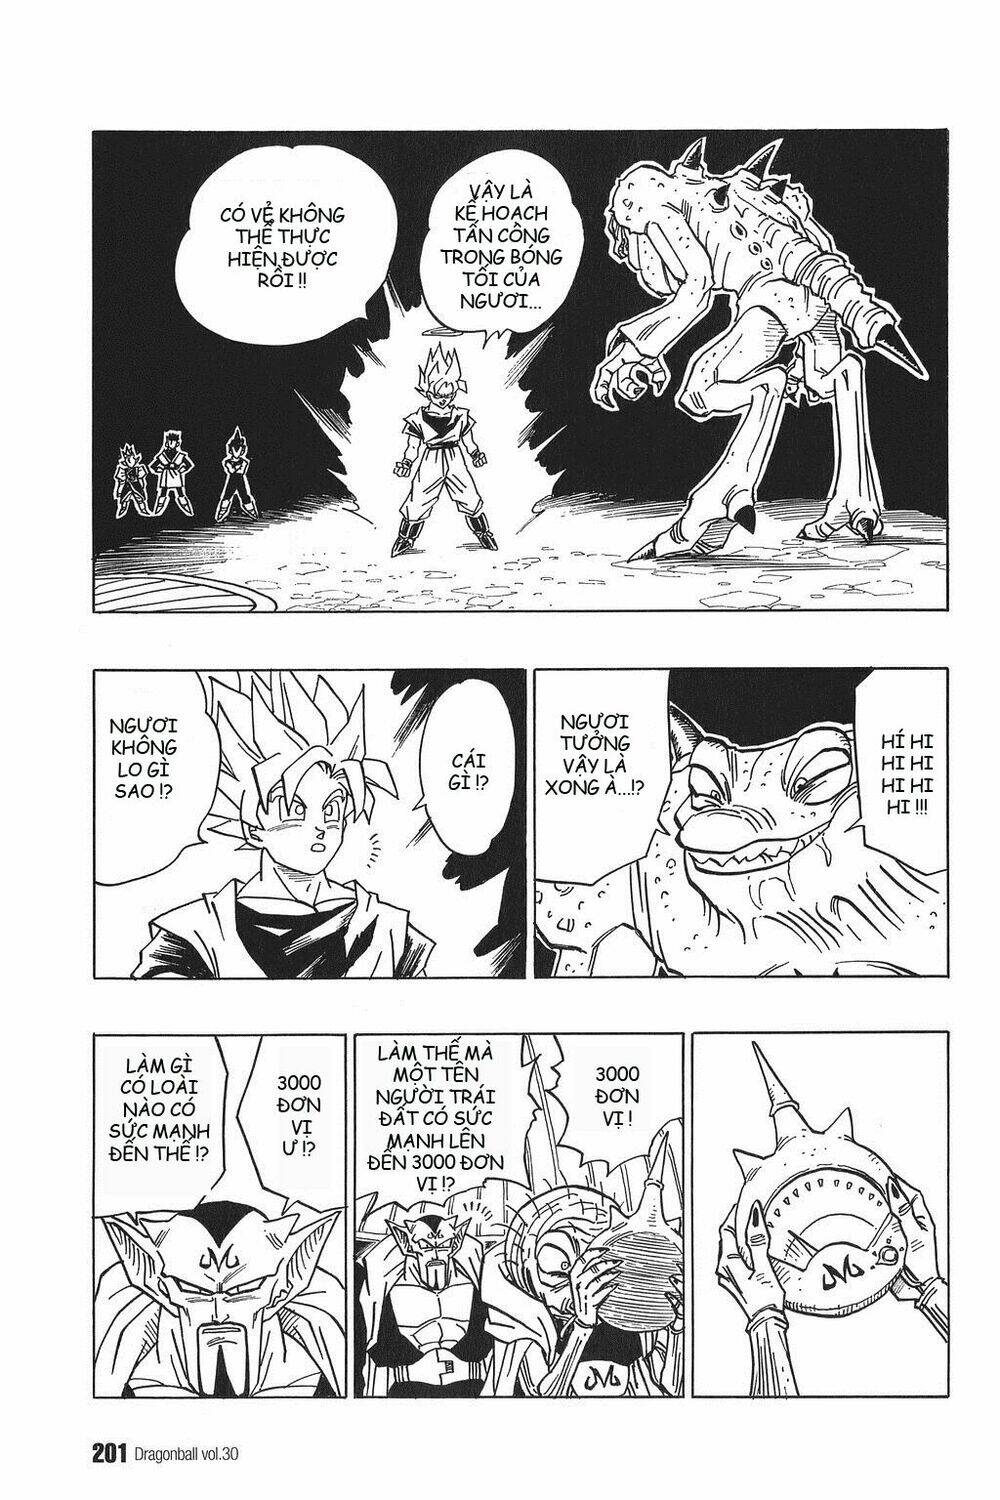 VẬY LÀ
KẾ HOẠCH
TẤN CÔNG
TRONG BÓNG
TỐI CỦA
NGƯƠI...
CÓ VẺ KHÔNG
THỂ THỰC
HIỆN ĐƯỢC
RỒI !!
HÍ HI
HI HI
HI HI
HI !!!
NGƯƠI
TƯỞNG
VẬY LÀ
XONG À...!?
CÁI
GÌ !?
NGƯƠI
KHÔNG
LO GÌ
SAO !?
3000
ĐƠN
VỊ !
LÀM THẾ MÀ
MỘT TÊN
NGƯỜI TRÁI
ĐẤT CÓ SỨC
MẠNH LÊN
ĐẾN 3000 ĐƠN
VỊ !?
3000
ĐƠN
VỊ
Ư !?
LÀM GÌ
CÓ LOÀI
NÀO CÓ
SỨC MẠNH
ĐẾN THẾ !?
M
M
M
M
201 Dragonball vol.30